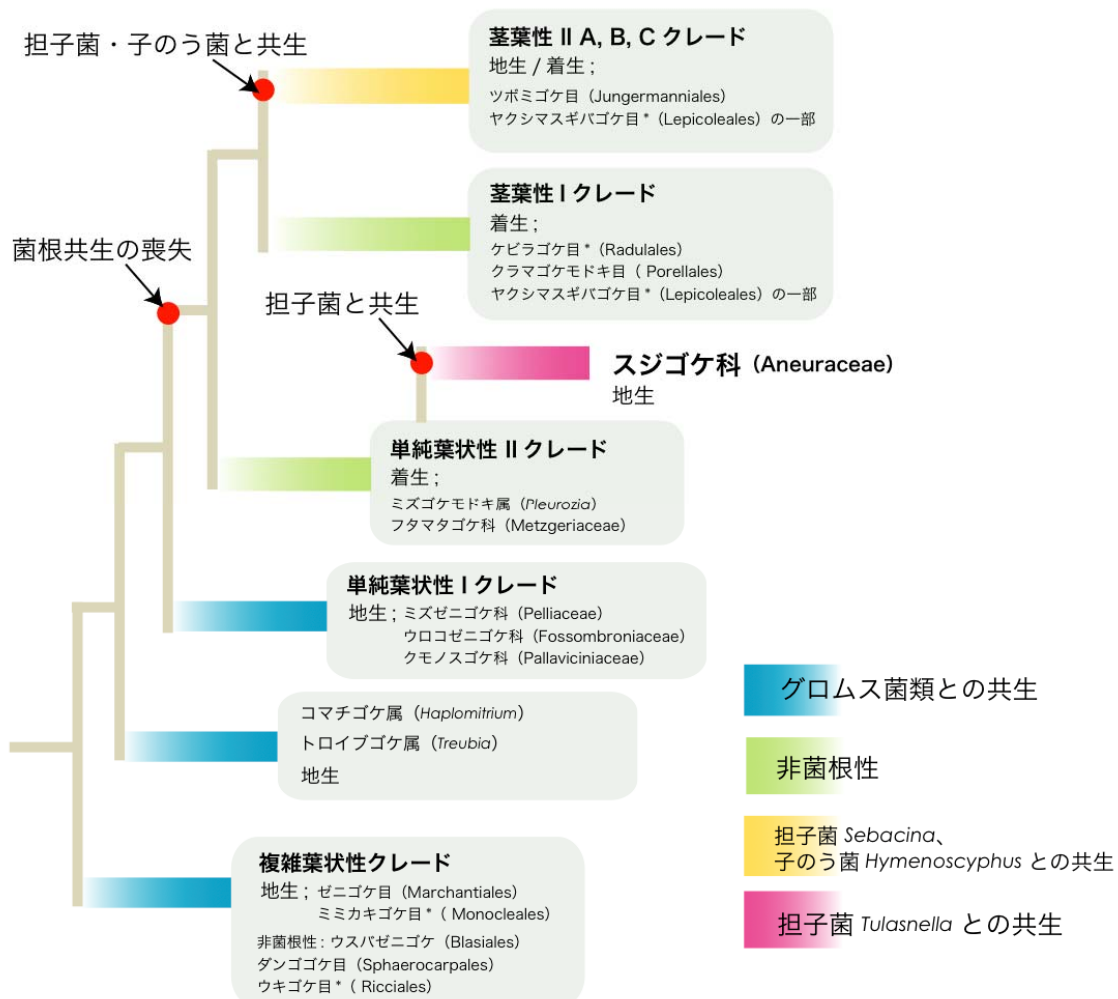 担子菌・子のう菌と共生
茎葉性 II A, B, C クレード
地生 / 着生 ;
ツボミゴケ目（Jungermanniales）
ヤクシマスギバゴケ目*（Lepicoleales）の一部
茎葉性 I クレード
着生 ;
ケビラゴケ目*（Radulales）
クラマゴケモドキ目（ Porellales）
ヤクシマスギバゴケ目*（Lepicoleales）の一部
菌根共生の喪失
担子菌と共生
スジゴケ科（Aneuraceae）
地生
単純葉状性 II クレード
着生 ;
ミズゴケモドキ属（Pleurozia）
フタマタゴケ科（Metzgeriaceae）
単純葉状性 I クレード
地生 ; ミズゼニゴケ科（Pelliaceae）
ウロコゼニゴケ科（Fossombroniaceae）
クモノスゴケ科（Pallaviciniaceae）
コマチゴケ属（Haplomitrium）
トロイブゴケ属（Treubia）
地生
複雑葉状性クレード
地生 ; ゼニゴケ目（Marchantiales）
ミミカキゴケ目*（ Monocleales）
非菌根性 : ウスバゼニゴケ（Blasiales）
ダンゴゴケ目（Sphaerocarpales）
ウキゴケ目*（ Ricciales）
グロムス菌類との共生
非菌根性
担子菌 Sebacina、
子のう菌 Hymenoscyphus との共生
担子菌 Tulasnella との共生